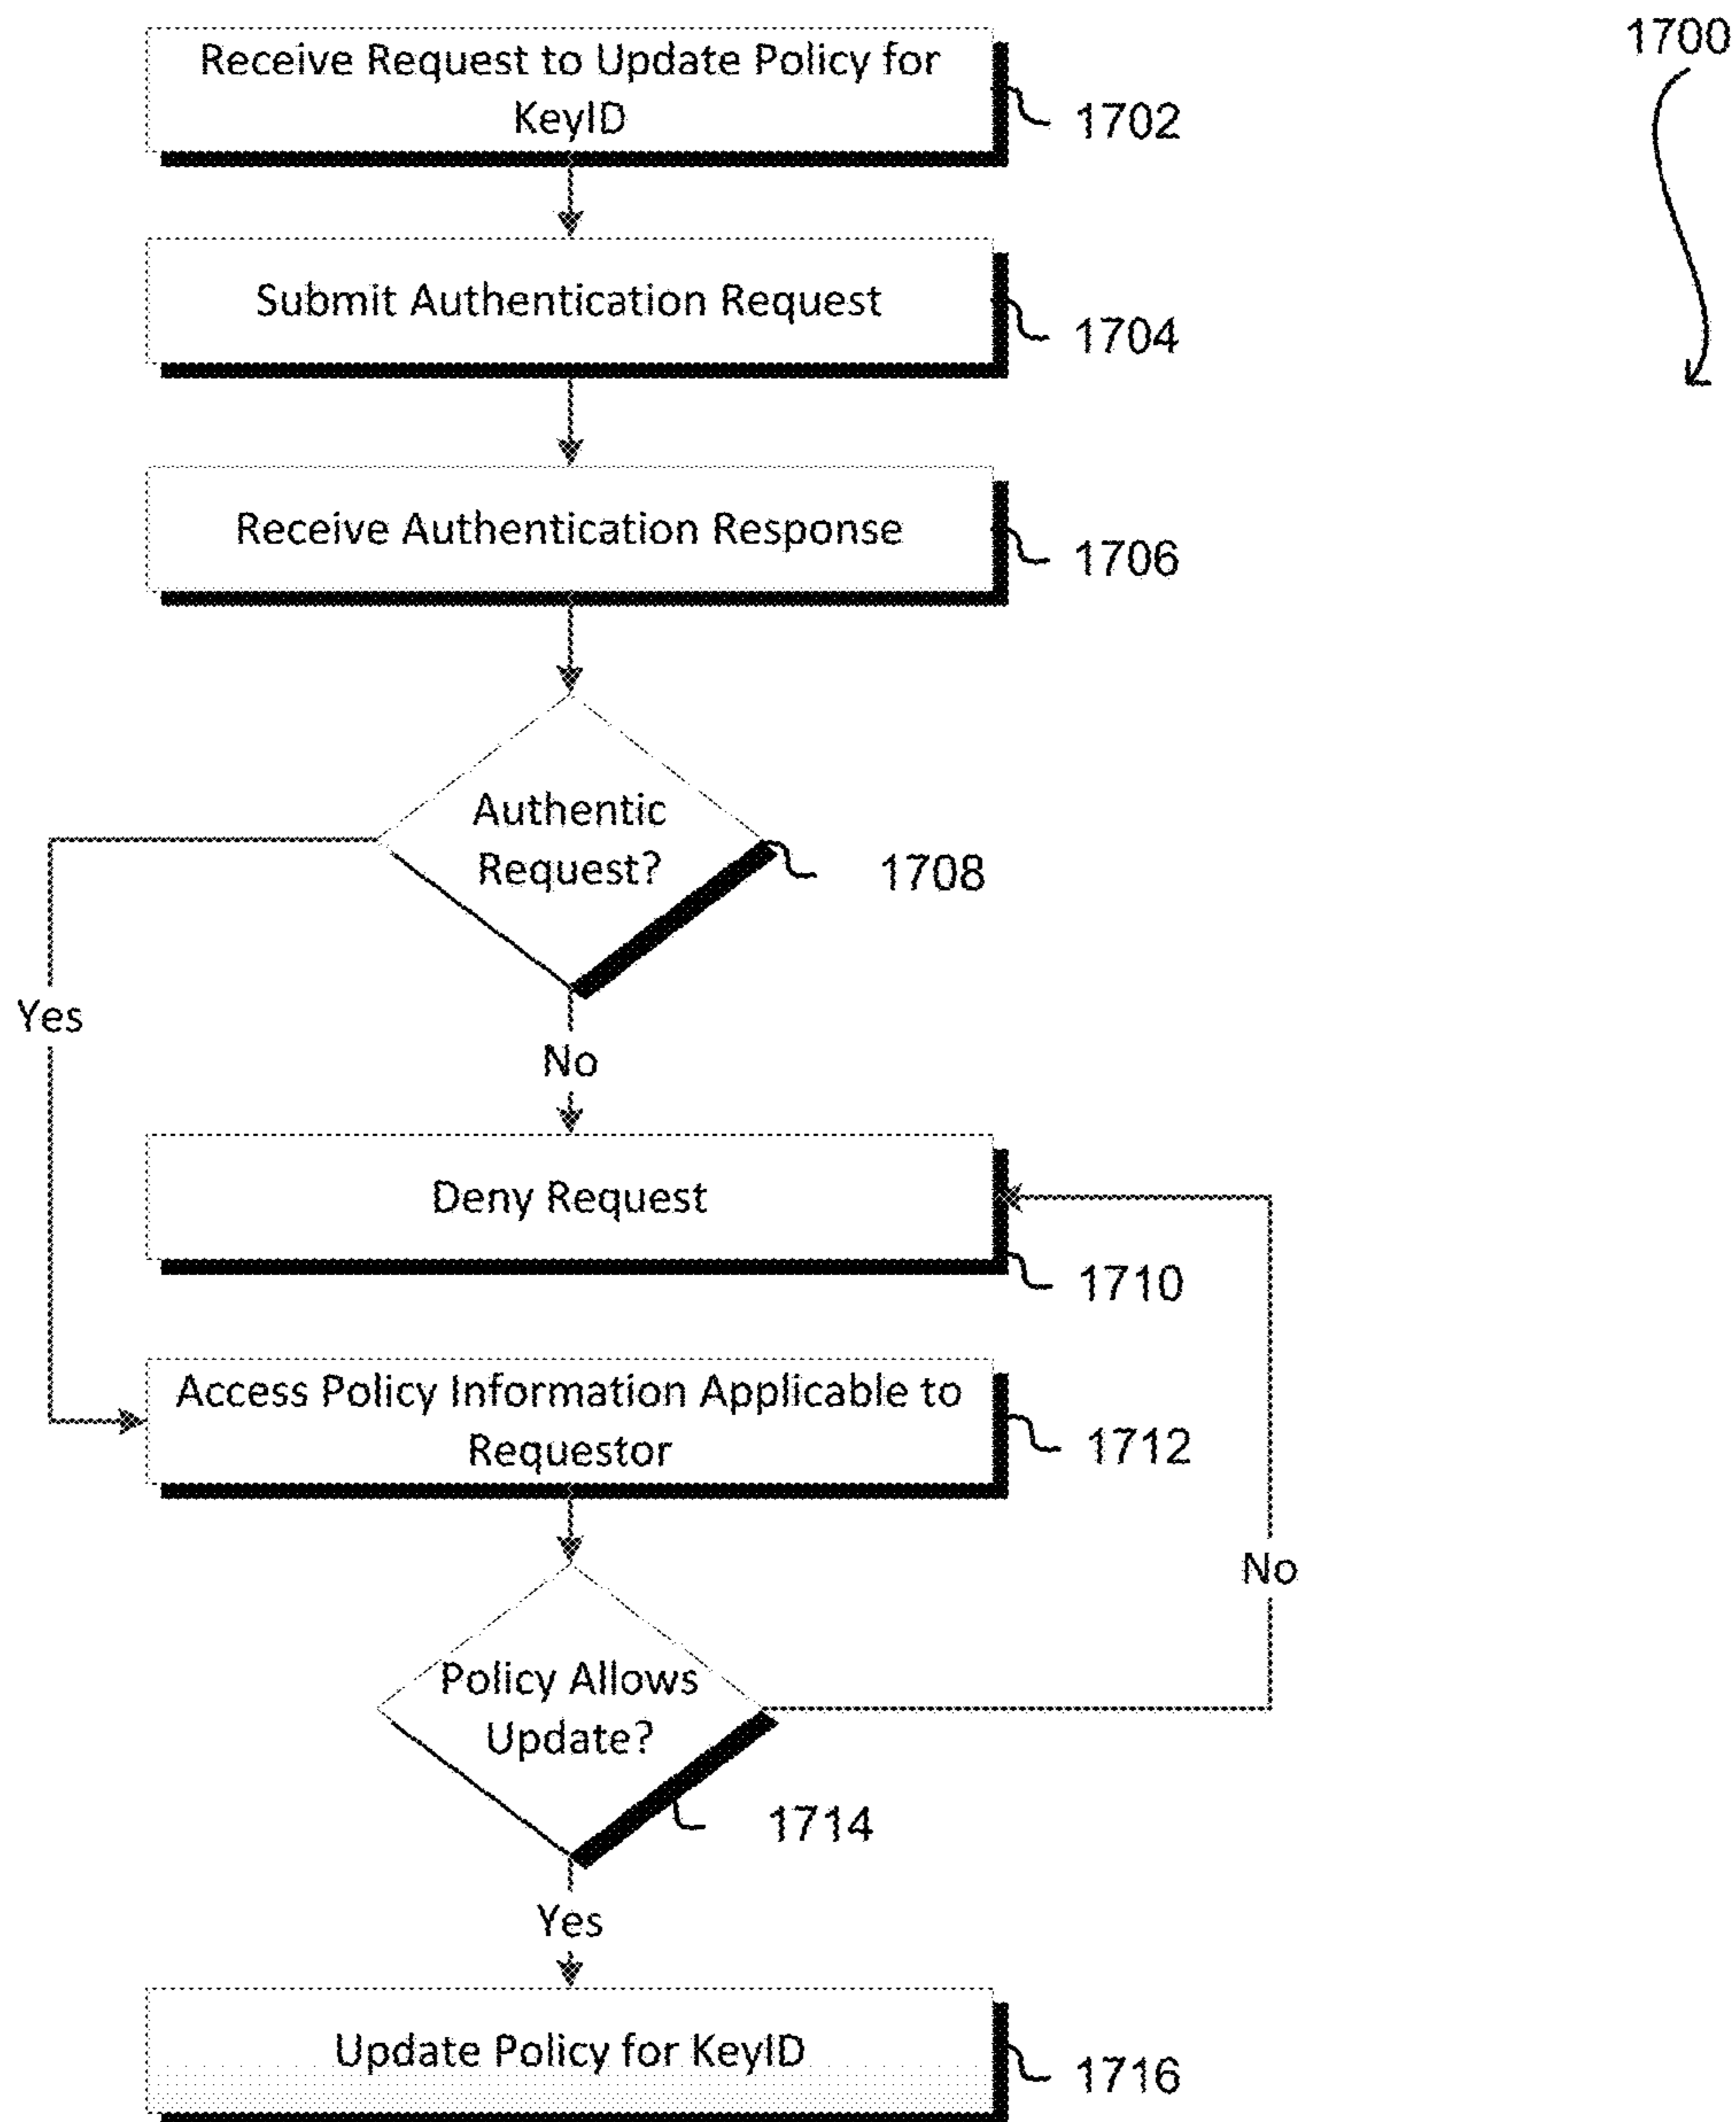 1700
Receive Request to Update Policy for
KeyID
1702
Submit Authentication Request
1704
Receive Authentication Response
1706
Authentic
Request?
1708
Yes
No
Deny Request
1710
Access Policy Information Applicable to
Requestor
1712
No
Policy Allows
Update?
1714
Yes
Update Policy for KeyID
1716